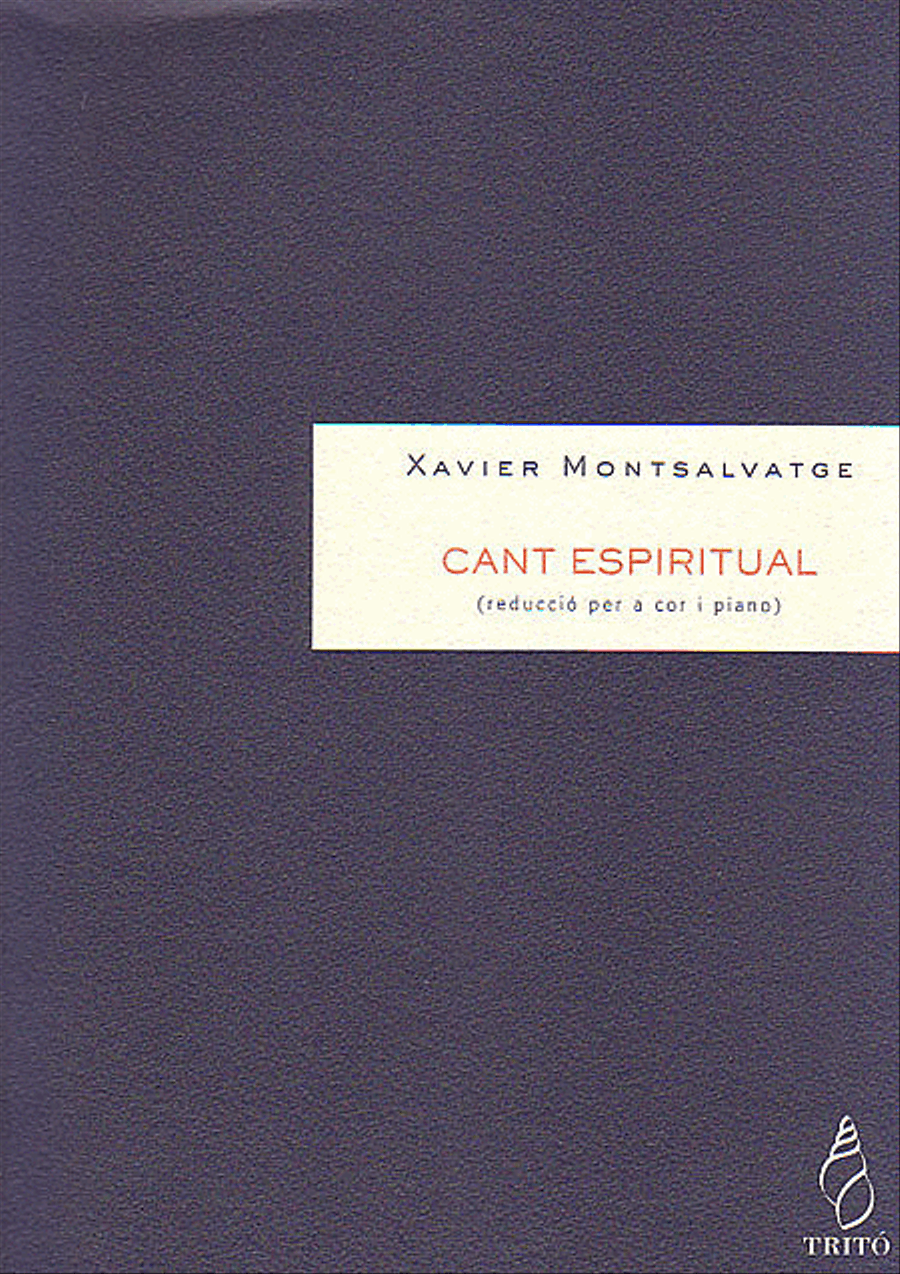 XAVIER MONTSALVATGE
CANT ESPIRITUAL
(reducció per a cor i piano)
TRITÓ